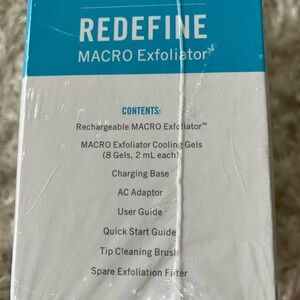 REDEFINE
MACRO Exfoliator™
CONTENTS:
Rechargeable MACRO Exfoliator™
MACRO Exfoliator Cooling Gels
(8 Gels, 2 mL each)
Charging Base
AC Adaptor
User Guide
Quick Start Guide
Tip Cleaning Brush
Spare Exfoliation Filter